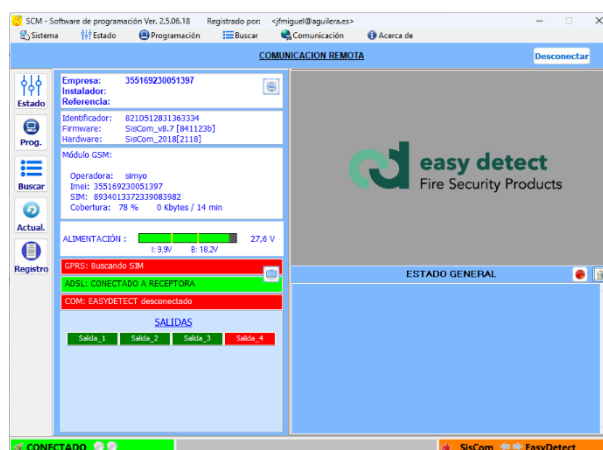 SCM - Software de programación Ver. 2.5.06.18 Registrado por: <jfmiguel@aguilera.es>
Sistema Estado Programación Buscar Comunicación Acerca de
COMUNICACION REMOTA
Desconectar
Estado
Prog.
Buscar
Actual.
Registro
Empresa: 355169230051397
Instalador:
Referencia:
Identificador: 8210512831363334
Firmware: SisCom_v8.7 [841123b]
Hardware: SisCom_2018[2118]
Módulo GSM:
Operadora: simyo
Imei: 355169230051397
SIM: 8934013372339083982
Cobertura: 78 % 0 Kbytes / 14 min
ALIMENTACIÓN : 27,6 V
I: 9,9V B: 18,2V
GPRS: Buscando SIM
ADSL: CONECTADO A RECEPTORA
COM: EASYDETECT desconectado
SALIDAS
Salida_1 Salida_2 Salida_3 Salida_4
easy detect
Fire Security Products
ESTADO GENERAL
CONECTADO
SisCom EasyDetect